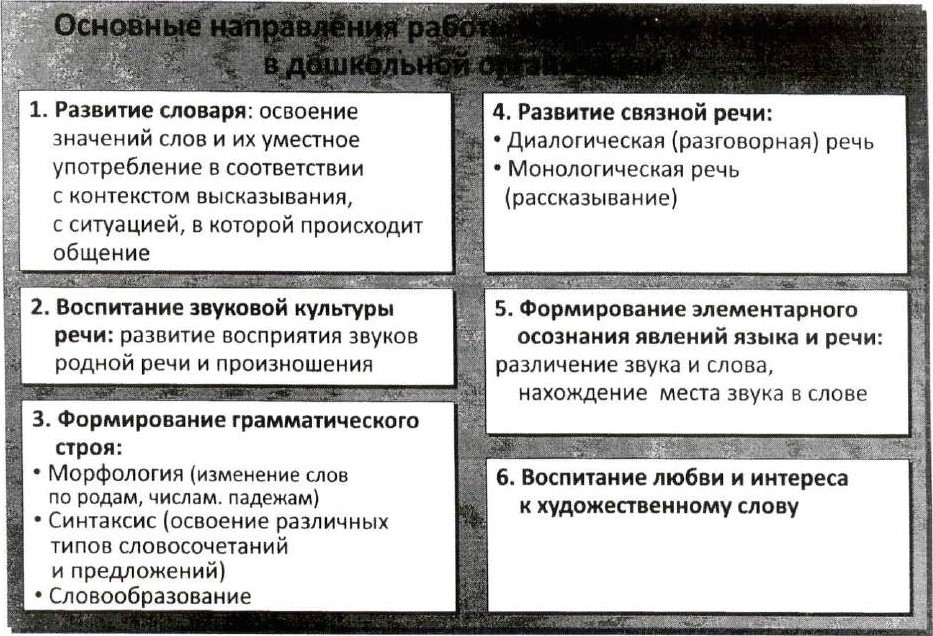 Основные направления работы
в дошкольной организации
1. Развитие словаря: освоение
значений слов и их уместное
употребление в соответствии
с контекстом высказывания,
с ситуацией, в которой происходит
общение
2. Воспитание звуковой культуры
речи: развитие восприятия звуков
родной речи и произношения
3. Формирование грамматического
строя:
• Морфология (изменение слов
по родам, числам. падежам)
• Синтаксис (освоение различных
типов словосочетаний
и предложений)
• Словообразование
4. Развитие связной речи:
• Диалогическая (разговорная) речь
• Монологическая речь
(рассказывание)
5. Формирование элементарного
осознания явлений языка и речи:
различение звука и слова,
нахождение места звука в слове
6. Воспитание любви и интереса
к художественному слову